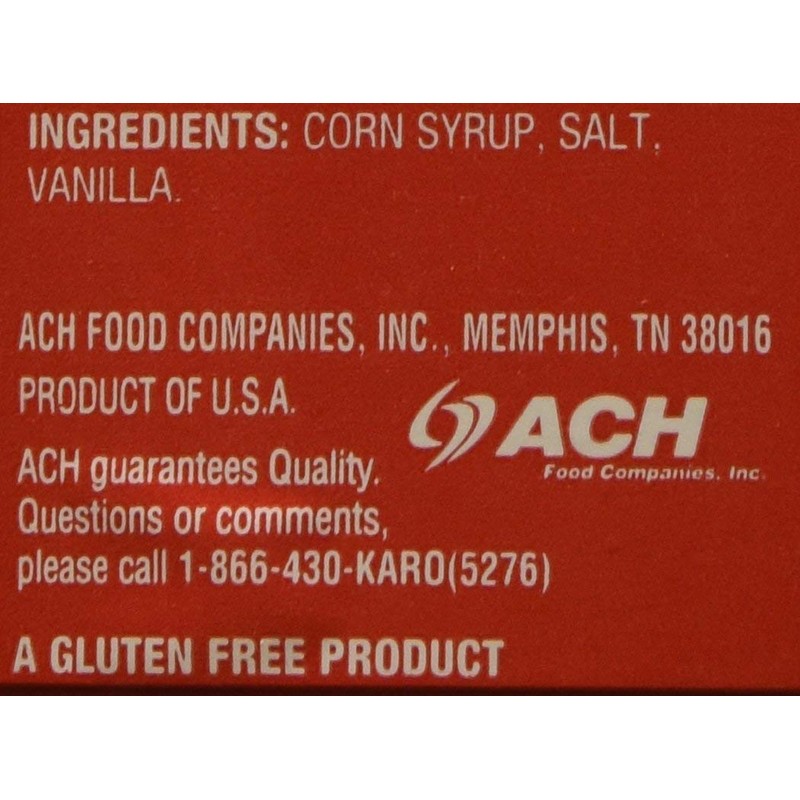 INGREDIENTS: CORN SYRUP, SALT,
VANILLA.
ACH FOOD COMPANIES, INC., MEMPHIS, TN 38016
PRODUCT OF U.S.A.
ACH
Food Companies, Inc.
ACH guarantees Quality.
Questions or comments,
please call 1-866-430-KARO(5276)
A GLUTEN FREE PRODUCT